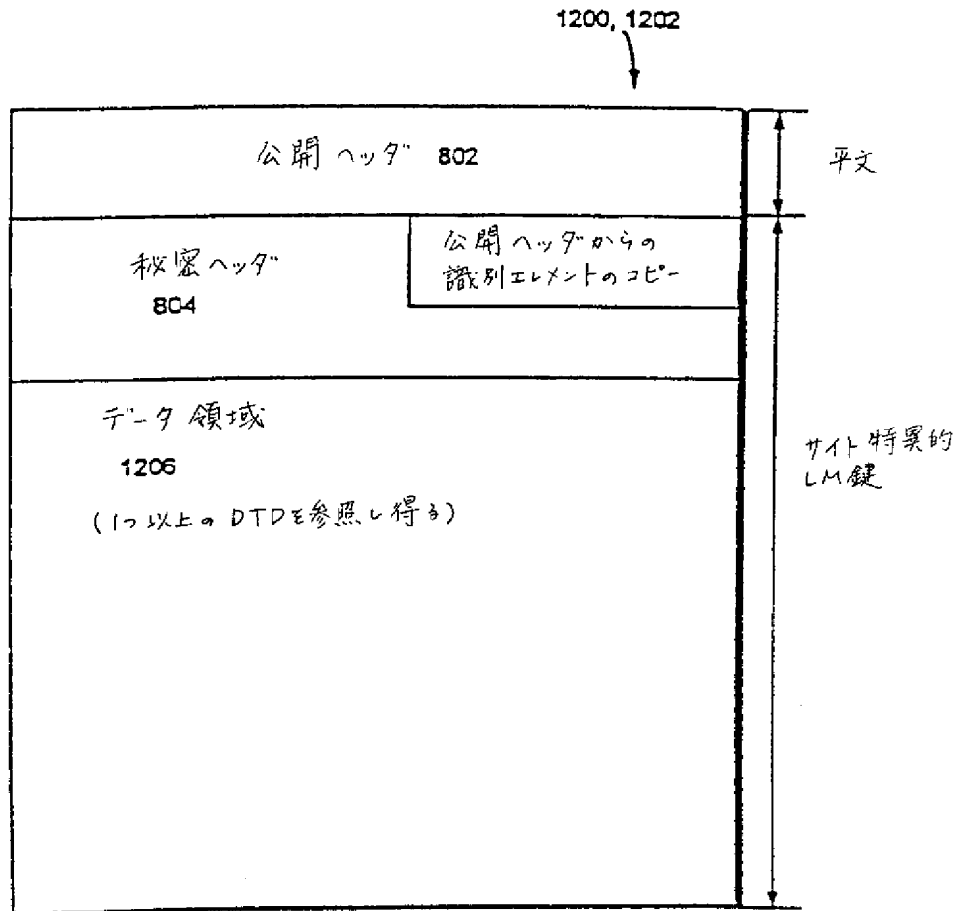 1200, 1202
公開ヘッダ 802
平文
秘密ヘッダ
804
公開ヘッダからの
識別エレメントのコピー
データ領域
1206
(1つ以上のDTDを参照し得る)
サイト特異的
LM鍵